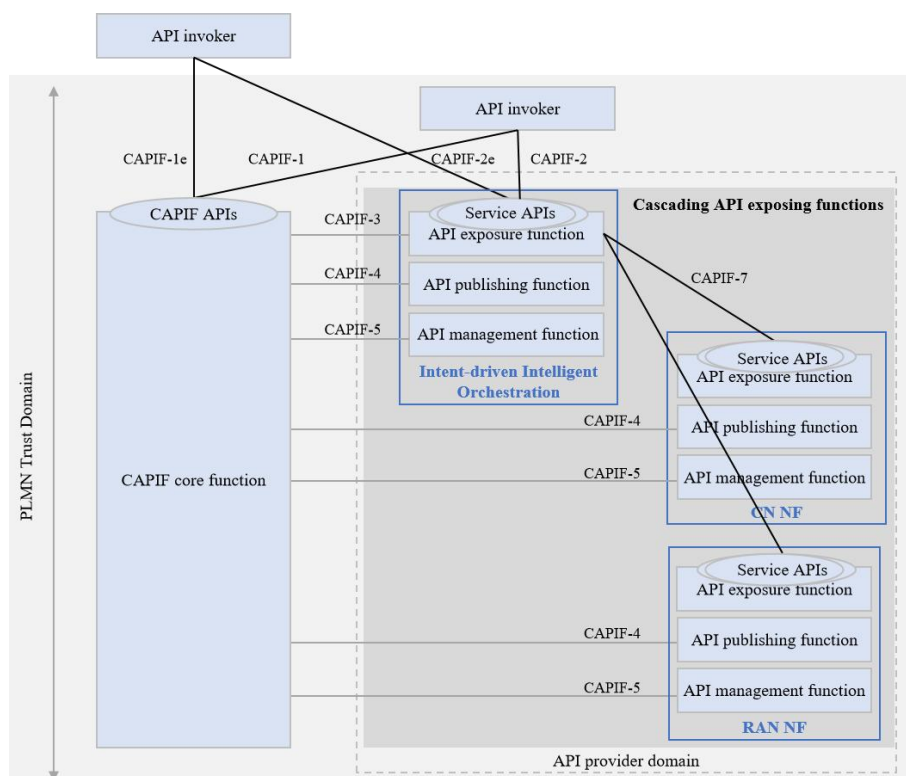 API invoker
API invoker
CAPIF-1e
CAPIF-1
CAPIF-2e
CAPIF-2
CAPIF APIs
Service APIs
Cascading API exposing functions
CAPIF-3
API exposure function
CAPIF-4
API publishing function
CAPIF-7
CAPIF-5
API management function
Service APIs
API exposure function
Intent-driven Intelligent
Orchestration
CAPIF-4
API publishing function
PLMN Trust Domain
CAPIF core function
CAPIF-5
API management function
CN NF
Service APIs
API exposure function
CAPIF-4
API publishing function
CAPIF-5
API management function
RAN NF
API provider domain